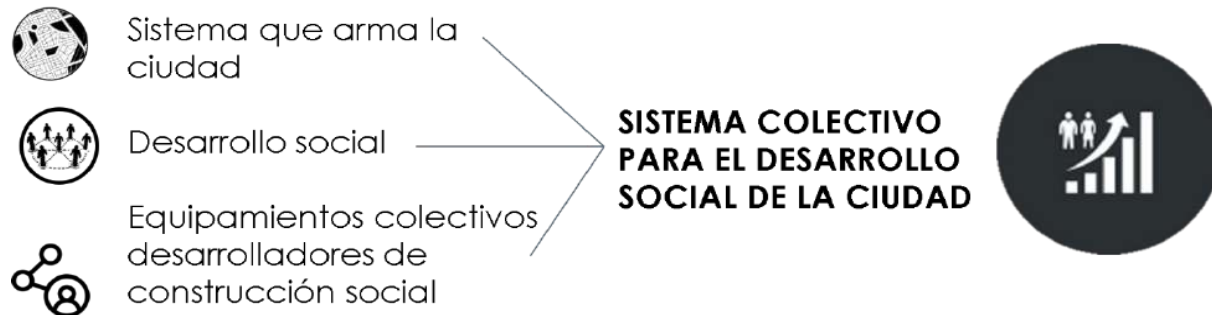 Sistema que arma la
ciudad
Desarrollo social
Equipamientos colectivos
desarrolladores de
construcción social
SISTEMA COLECTIVO
PARA EL DESARROLLO
SOCIAL DE LA CIUDAD